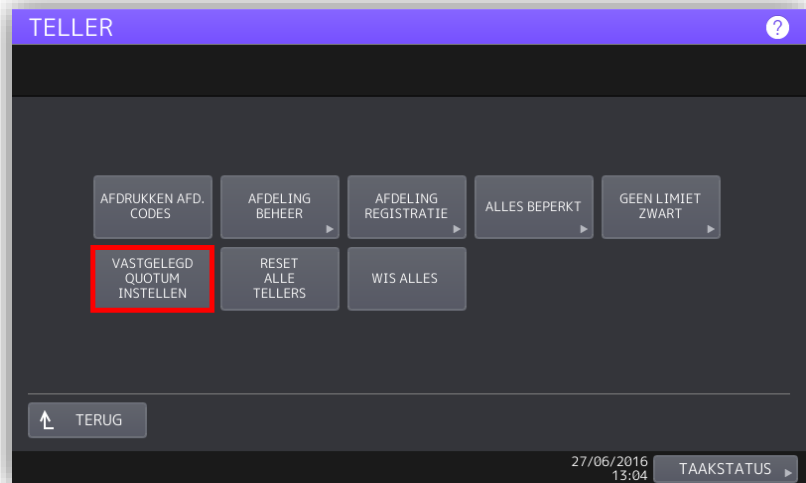 TELLER
?
AFDRUKKEN AFD.
CODES
AFDELING
BEHEER
AFDELING
REGISTRATIE
ALLES BEPERKT
GEEN LIMIET
ZWART
VASTGELEGD
QUOTUM
INSTELLEN
RESET
ALLE
TELLERS
WIS ALLES
TERUG
27/06/2016
13:04
TAAKSTATUS